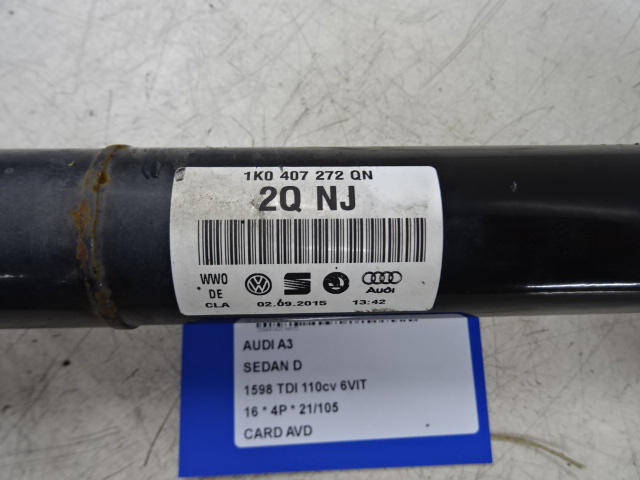 1K0 407 272 QN
2Q NJ
WWO
DE
CLA
Audi
02.09.2015 13:42
AUDI A3
SEDAN D
1598 TDI 110cv 6VIT
16 * 4P * 21/105
CARD AVD